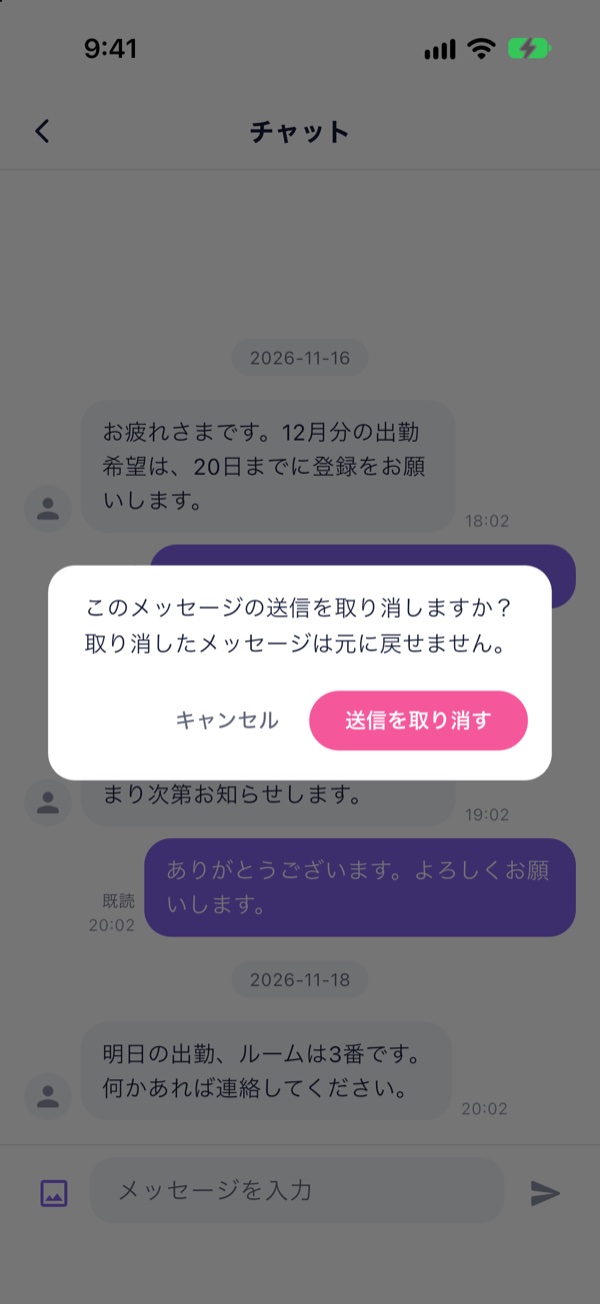 9:41
チャット
2026-11-16
お疲れさまです。12月分の出勤
希望は、20日までに登録をお願
いします。
18:02
このメッセージの送信を取り消しますか？
取り消したメッセージは元に戻せません。
キャンセル
送信を取り消す
まり次第お知らせします。
19:02
ありがとうございます。よろしくお願
いします。
既読
20:02
2026-11-18
明日の出勤、ルームは3番です。
何かあれば連絡してください。
20:02
メッセージを入力